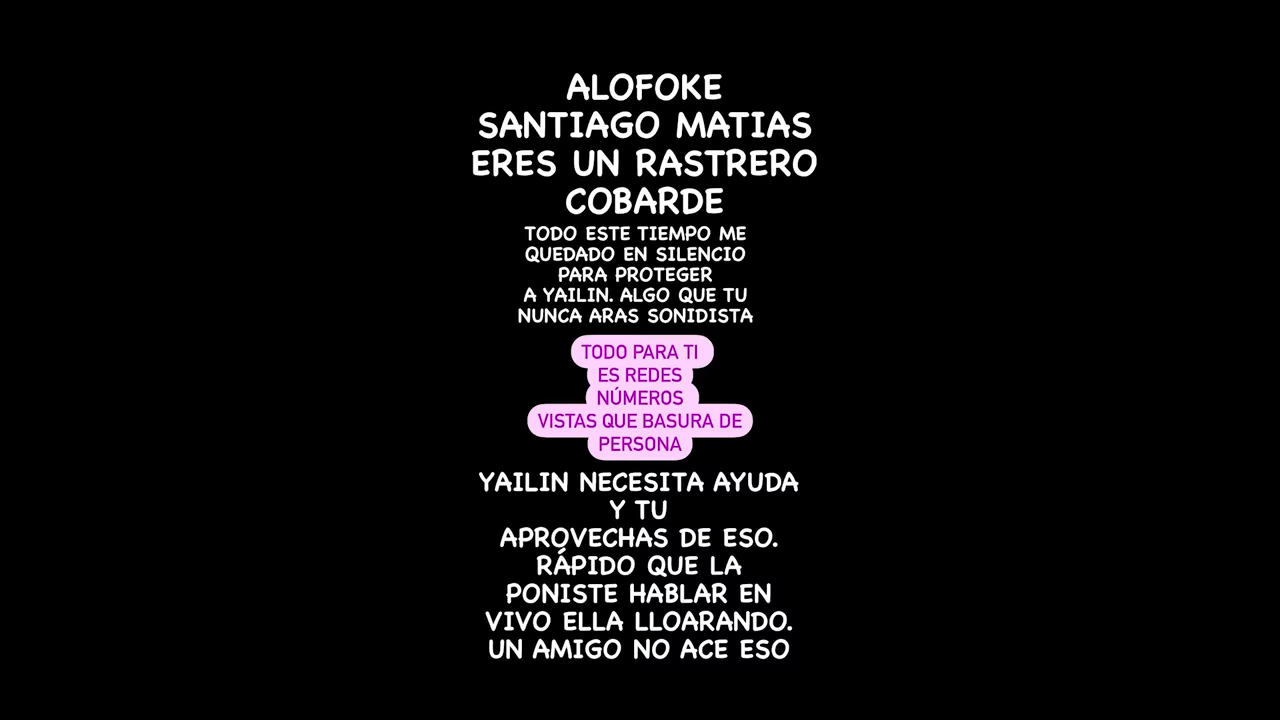 ALOFOKE
SANTIAGO MATIAS
ERES UN RASTRERO
COBARDE
TODO ESTE TIEMPO ME
QUEDADO EN SILENCIO
PARA PROTEGER
A YAILIN. ALGO QUE TU
NUNCA ARAS SONIDISTA
TODO PARA TI
ES REDES
NÚMEROS
VISTAS QUE BASURA DE
PERSONA
YAILIN NECESITA AYUDA
Y TU
APROVECHAS DE ESO.
RÁPIDO QUE LA
PONISTE HABLAR EN
VIVO ELLA LLOARANDO.
UN AMIGO NO ACE ESO